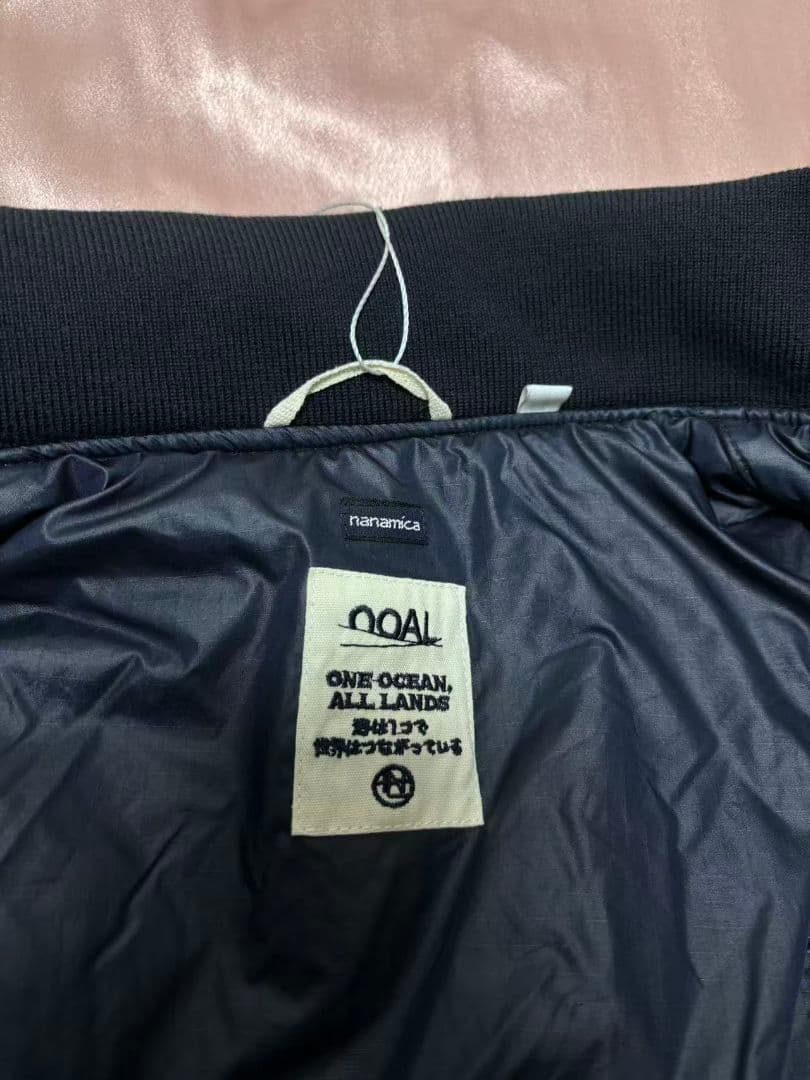 nanamica
OOAL
ONE OCEAN,
ALL LANDS
海は1つで
世界はつながっている